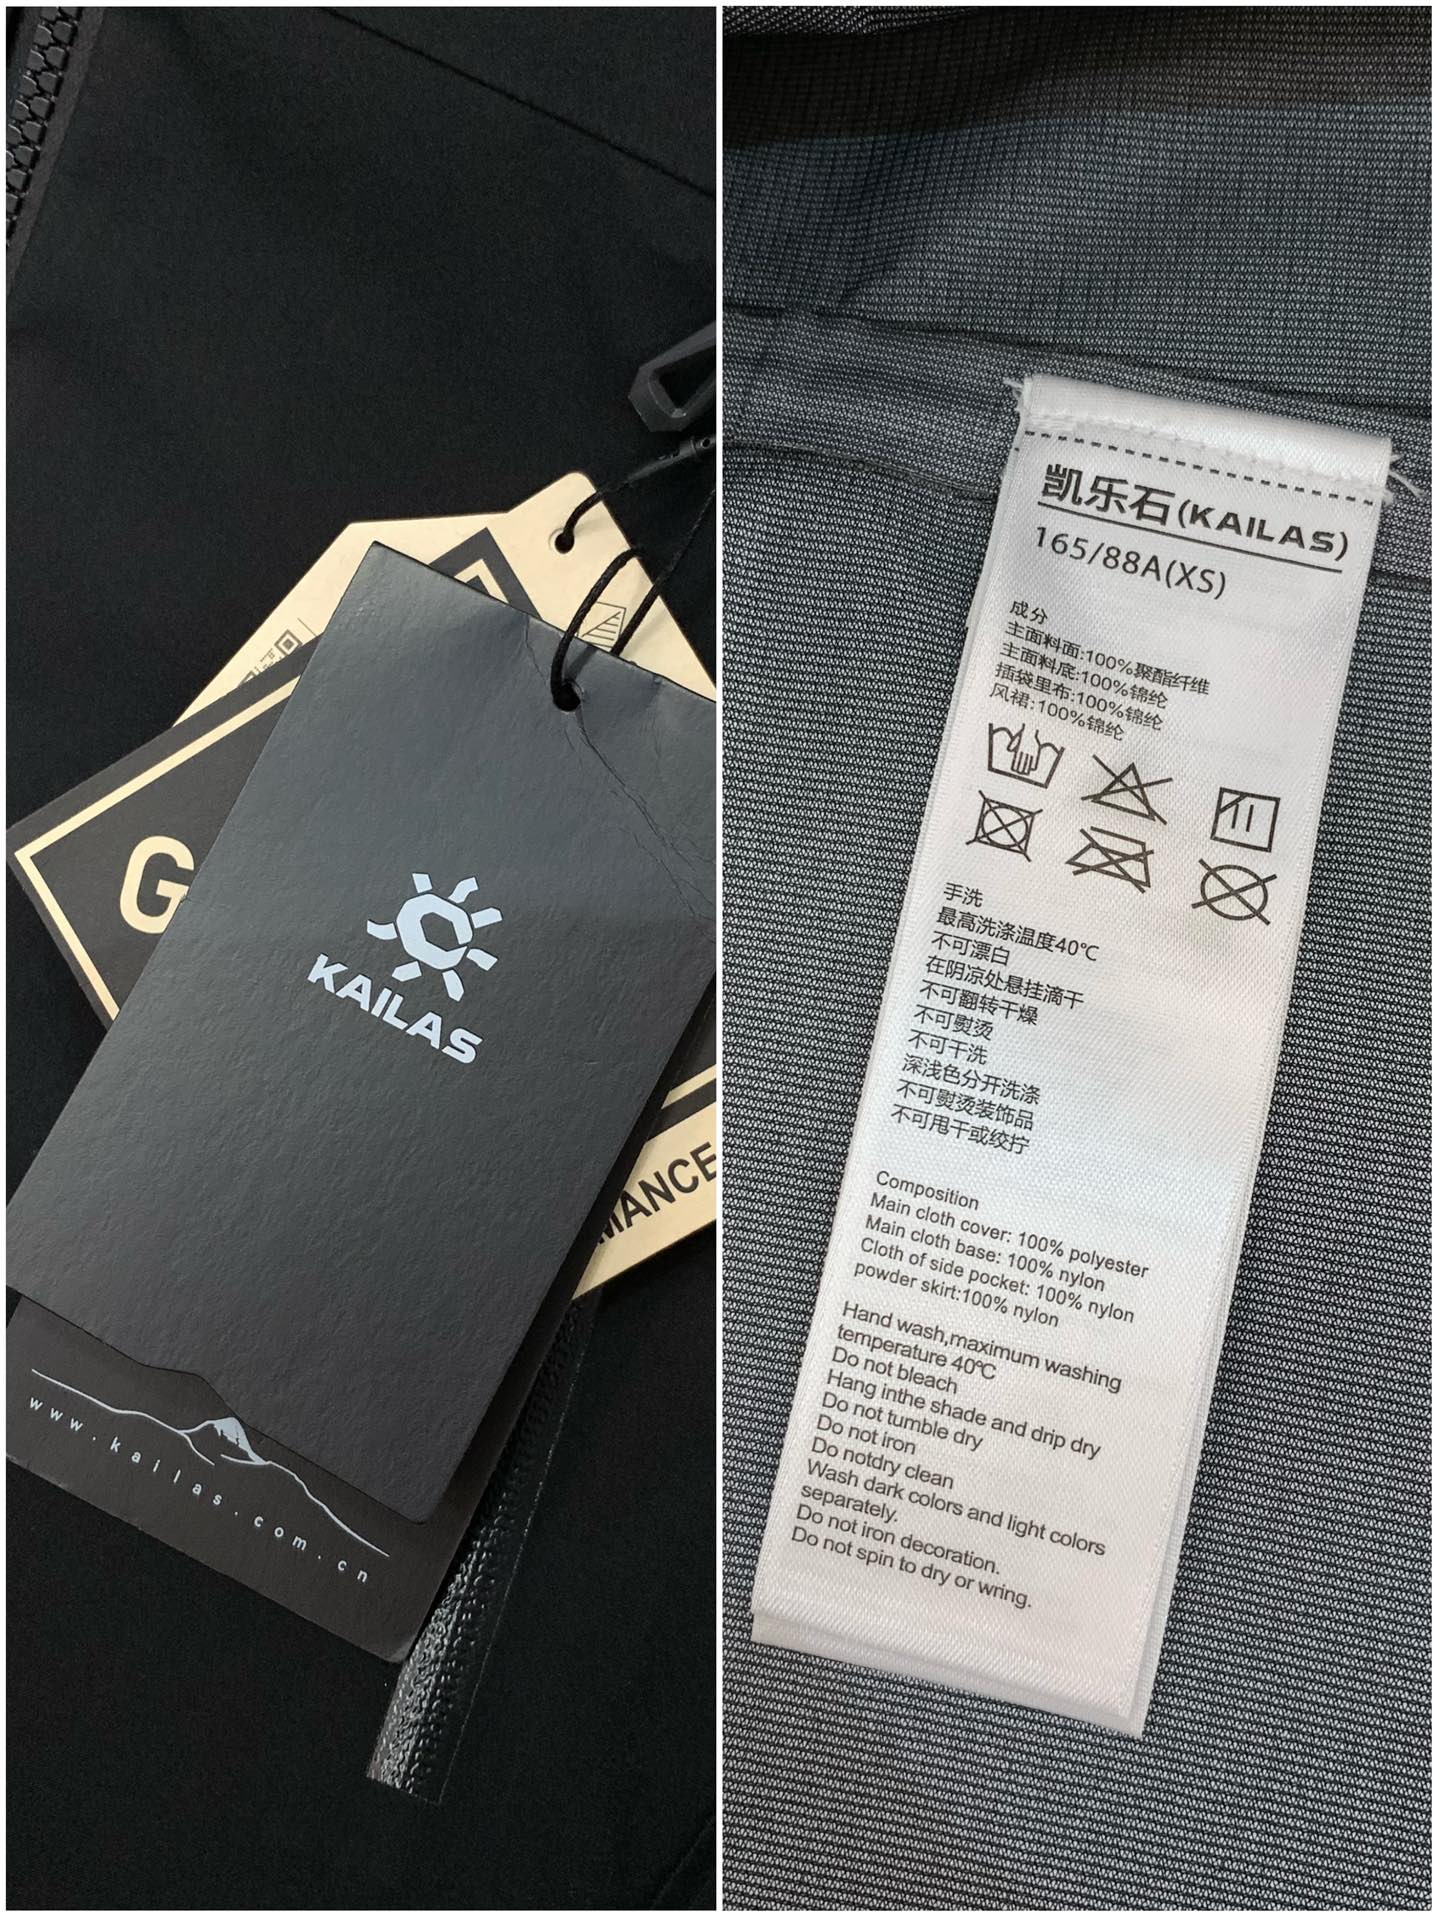 G
KAILAS
MANCE
www.kailas.com.cn
凯乐石(KAILAS)
165/88A(XS)
成分
主面料面:100%聚酯纤维
主面料底:100%锦纶
插袋里布:100%锦纶
风裙:100%锦纶
手洗
最高洗涤温度40℃
不可漂白
在阴凉处悬挂滴干
不可翻转干燥
不可熨烫
不可干洗
深浅色分开洗涤
不可熨烫装饰品
不可甩干或绞拧
Composition
Main cloth cover: 100% polyester
Main cloth base: 100% nylon
Cloth of side pocket: 100% nylon
powder skirt:100% nylon
Hand wash,maximum washing
temperature 40℃
Do not bleach
Hang inthe shade and drip dry
Do not tumble dry
Do not iron
Do notdry clean
Wash dark colors and light colors
separately.
Do not iron decoration.
Do not spin to dry or wring.